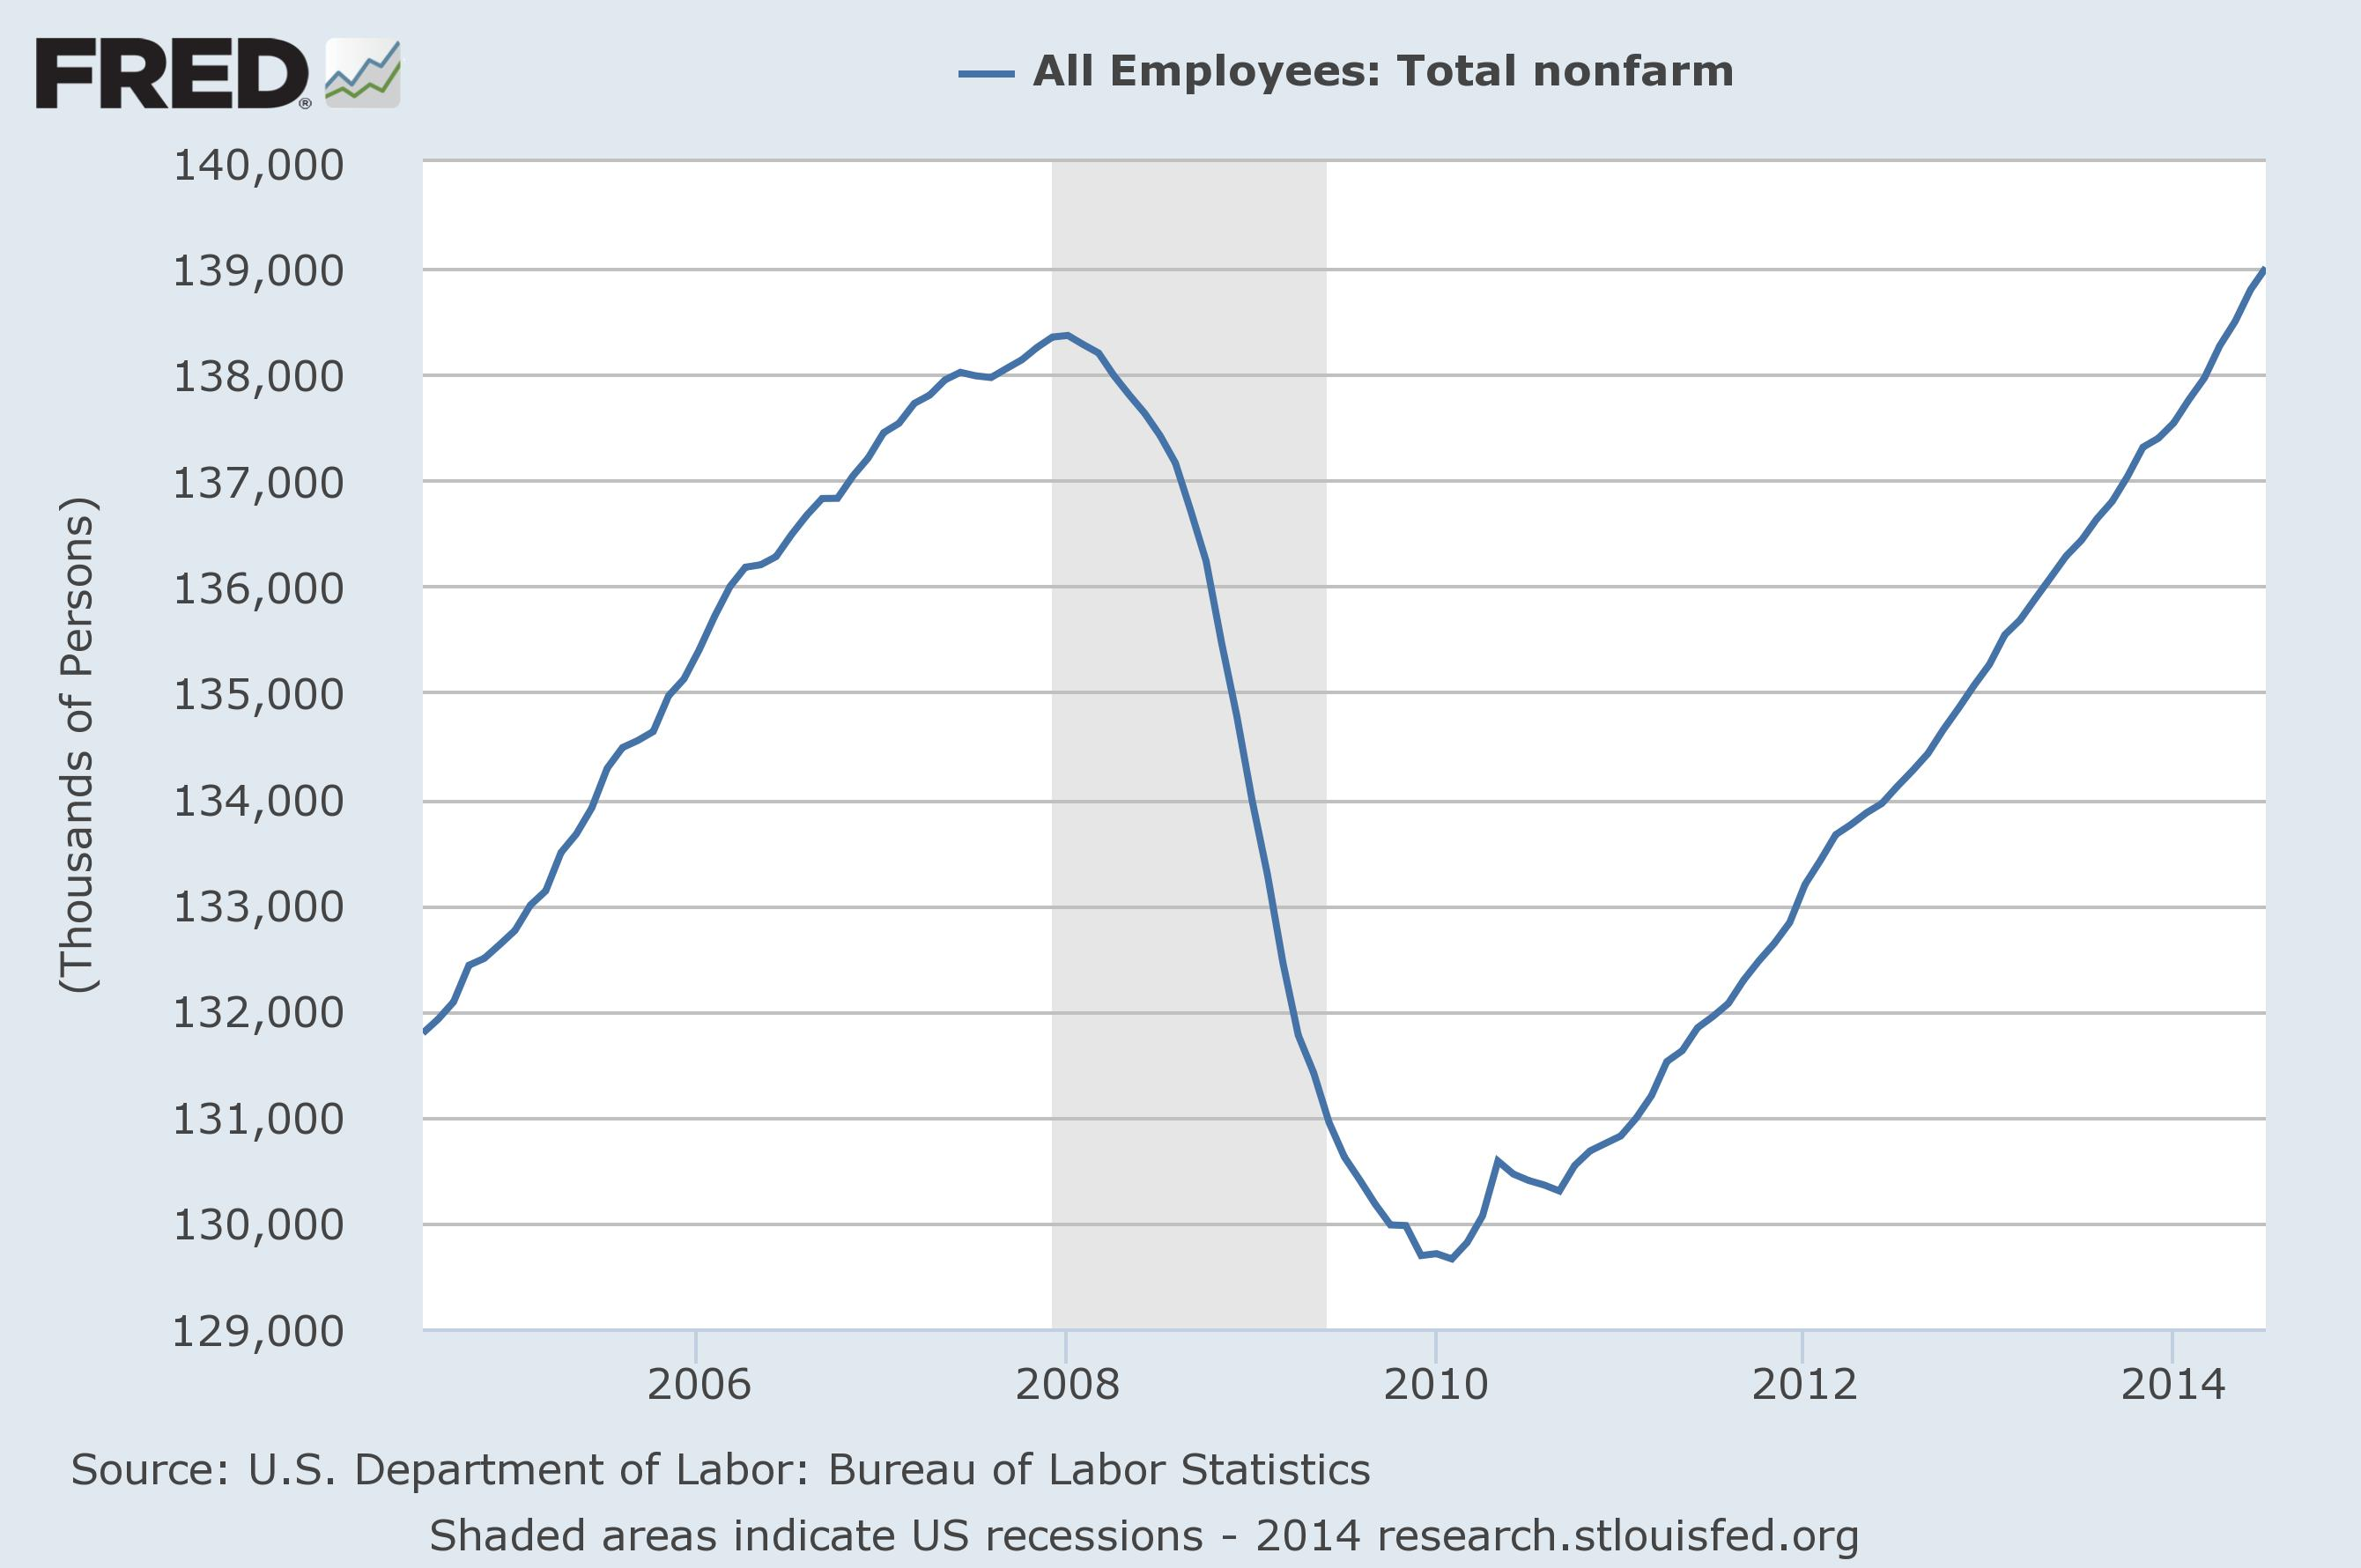 FRED®
All Employees: Total nonfarm
140,000
139,000
138,000
137,000
136,000
135,000
134,000
133,000
132,000
131,000
130,000
129,000
(Thousands of Persons)
2006 2008 2010 2012 2014
Source: U.S. Department of Labor: Bureau of Labor Statistics
Shaded areas indicate US recessions - 2014 research.stlouisfed.org